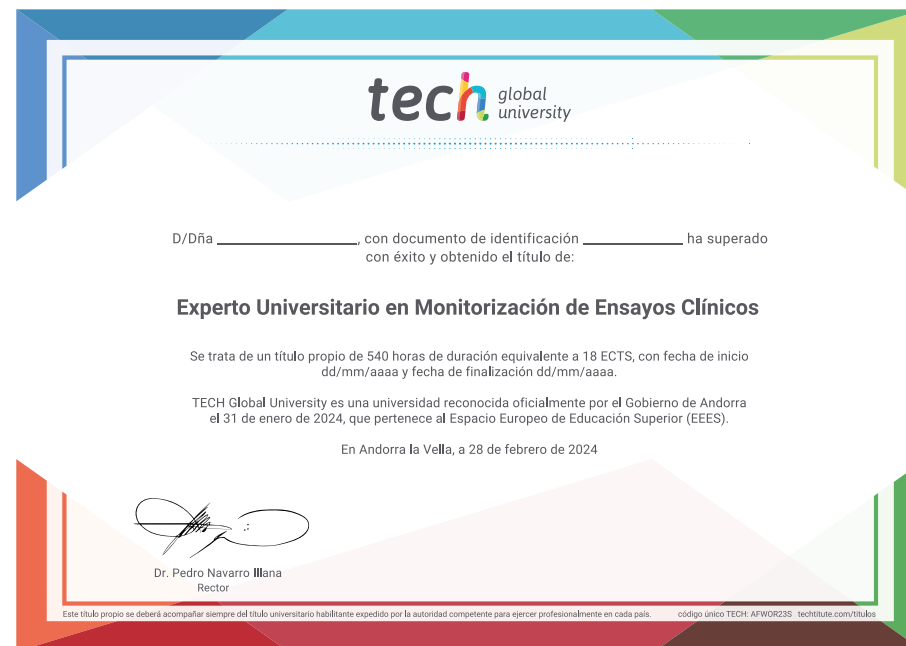 tech global university
D/Dña ____________, con documento de identificación ____________ ha superado
con éxito y obtenido el título de:
Experto Universitario en Monitorización de Ensayos Clínicos
Se trata de un título propio de 540 horas de duración equivalente a 18 ECTS, con fecha de inicio
dd/mm/aaaa y fecha de finalización dd/mm/aaaa.
TECH Global University es una universidad reconocida oficialmente por el Gobierno de Andorra
el 31 de enero de 2024, que pertenece al Espacio Europeo de Educación Superior (EEES).
En Andorra la Vella, a 28 de febrero de 2024
Dr. Pedro Navarro Illana
Rector
Este título propio se deberá acompañar siempre del título universitario habilitante expedido por la autoridad competente para ejercer profesionalmente en cada país. código único TECH: AFWOR23S techtitute.com/titulos